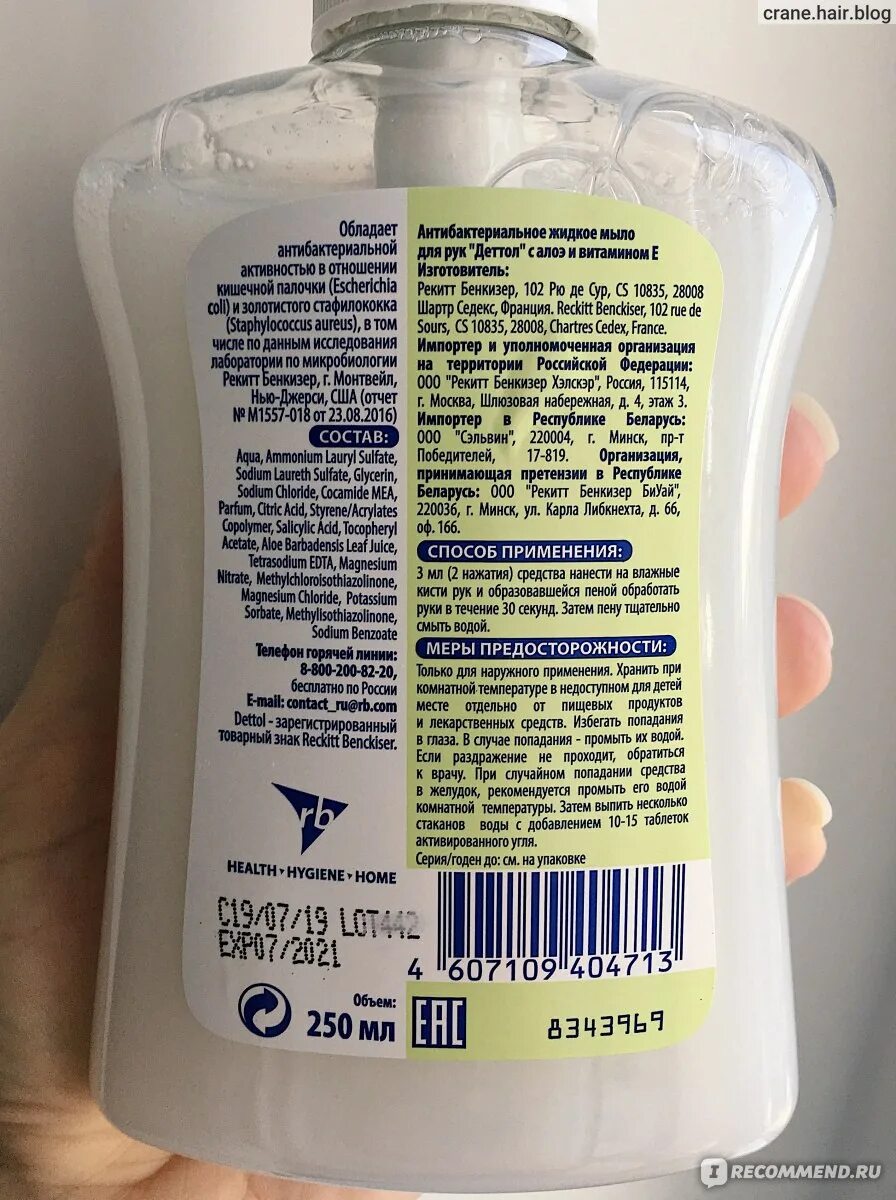 crane.hair.blog
Обладает
антибактериальной
активностью в отношении
кишечной палочки (Escherichia
coli) и золотистого стафилококка
(Staphylococcus aureus), в том
числе по данным исследования
лаборатории по микробиологии
Рекитт Бенкизер, г. Монтвейл,
Нью-Джерси, США (отчет
№ M1557-018 от 23.08.2016)
СОСТАВ:
Aqua, Ammonium Lauryl Sulfate,
Sodium Laureth Sulfate, Glycerin,
Sodium Chloride, Cocamide MEA,
Parfum, Citric Acid, Styrene/Acrylates
Copolymer, Salicylic Acid, Tocopheryl
Acetate, Aloe Barbadensis Leaf Juice,
Tetrasodium EDTA, Magnesium
Nitrate, Methylchloroisothiazolinone,
Magnesium Chloride, Potassium
Sorbate, Methylisothiazolinone,
Sodium Benzoate
Телефон горячей линии:
8-800-200-82-20,
бесплатно по России
E-mail: contact_ru@rb.com
Dettol - зарегистрированный
товарный знак Reckitt Benckiser.
rb
HEALTH HYGIENE HOME
C19/07/19 LOT442
EXP07/2021
Объем:
250 мл
Антибактериальное жидкое мыло
для рук "Деттол" с алоэ и витамином Е
Изготовитель:
Рекитт Бенкизер, 102 Рю де Сур, CS 10835, 28008
Шартр Седекс, Франция. Reckitt Benckiser, 102 rue de
Sours, CS 10835, 28008, Chartres Cedex, France.
Импортер и уполномоченная организация
на территории Российской Федерации:
ООО "Рекитт Бенкизер Хэлскэр", Россия, 115114,
г. Москва, Шлюзовая набережная, д. 4, этаж 3.
Импортер в Республике Беларусь:
ООО "Сэльвин", 220004, г. Минск, пр-т
Победителей, 17-819. Организация,
принимающая претензии в Республике
Беларусь: ООО "Рекитт Бенкизер БиУай",
220036, г. Минск, ул. Карла Либкнехта, д. 66,
оф. 166.
СПОСОБ ПРИМЕНЕНИЯ:
3 мл (2 нажатия) средства нанести на влажные
кисти рук и образовавшейся пеной обработать
руки в течение 30 секунд. Затем пену тщательно
смыть водой.
МЕРЫ ПРЕДОСТОРОЖНОСТИ:
Только для наружного применения. Хранить при
комнатной температуре в недоступном для детей
месте отдельно от пищевых продуктов
и лекарственных средств. Избегать попадания
в глаза. В случае попадания - промыть их водой.
Если раздражение не проходит, обратиться
к врачу. При случайном попадании средства
в желудок, рекомендуется промыть его водой
комнатной температуры. Затем выпить несколько
стаканов воды с добавлением 10-15 таблеток
активированного угля.
Серия/годен до: см. на упаковке
4 607109 404713
EAC
8343969
RECOMMEND.RU